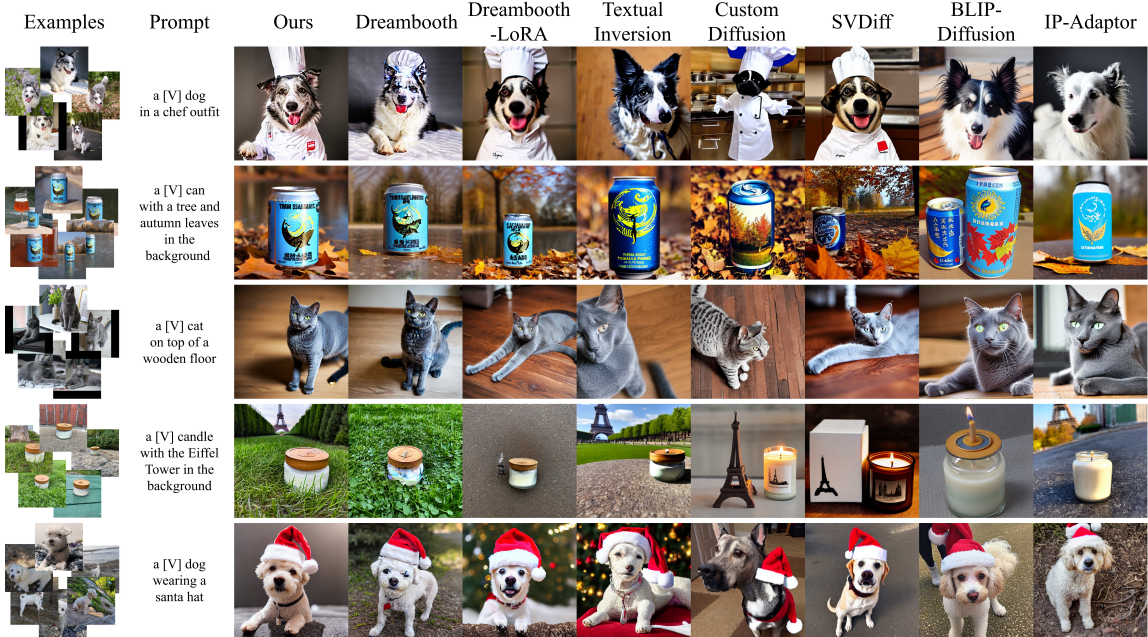 Examples
Prompt
Ours
Dreambooth
Dreambooth
-LoRA
Textual
Inversion
Custom
Diffusion
SVDiff
BLIP-
Diffusion
IP-Adaptor
a [V] dog
in a chef outfit
a [V] can
with a tree and
autumn leaves
in the
background
a [V] cat
on top of a
wooden floor
a [V] candle
with the Eiffel
Tower in the
background
a [V] dog
wearing a
santa hat